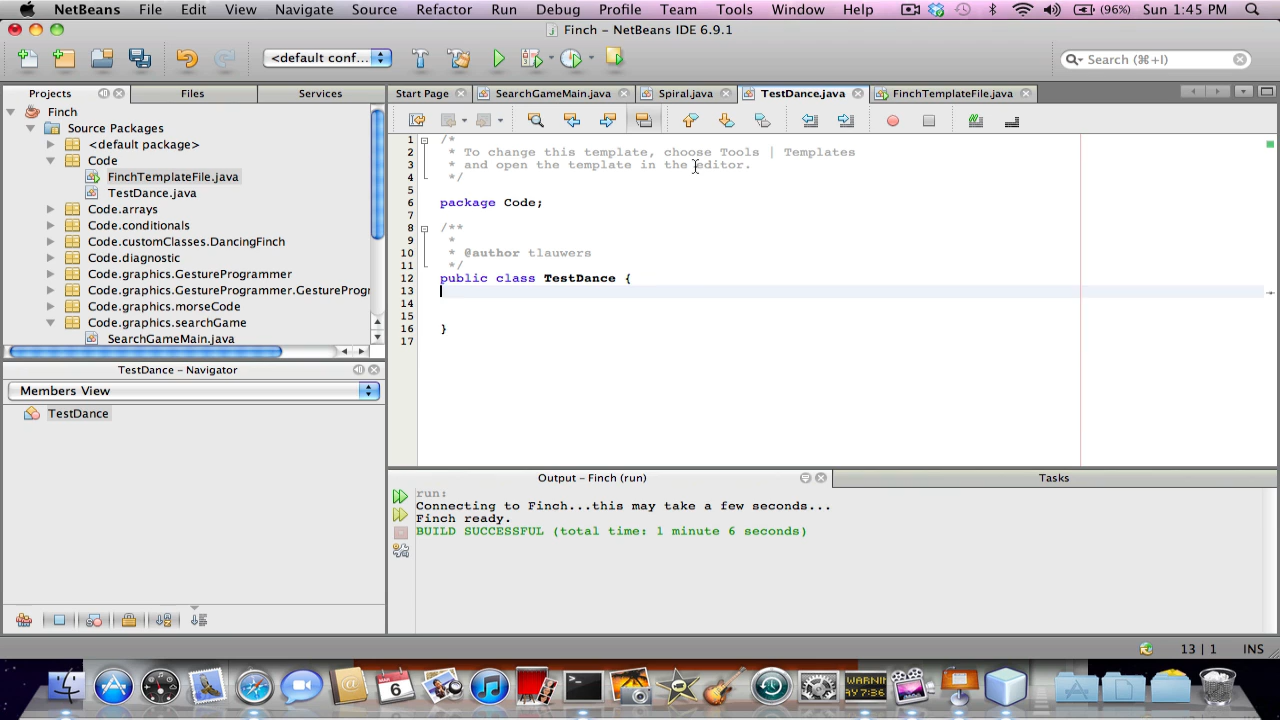 NetBeans File Edit View Navigate Source Refactor Run Debug Profile Team Tools Window Help (96%) Sun 1:45 PM
Finch – NetBeans IDE 6.9.1
<default conf... Search (⌘+I)
Projects Files Services
Start Page SearchGameMain.java Spiral.java TestDance.java FinchTemplateFile.java
Finch
Source Packages
<default package>
Code
FinchTemplateFile.java
TestDance.java
Code.arrays
Code.conditionals
Code.customClasses.DancingFinch
Code.diagnostic
Code.graphics.GestureProgrammer
Code.graphics.GestureProgrammer.GestureProgr
Code.graphics.morseCode
Code.graphics.searchGame
SearchGameMain.java
TestDance – Navigator
Members View
TestDance
1 /*
2 * To change this template, choose Tools | Templates
3 * and open the template in the editor.
4 */
5
6 package Code;
7
8 /**
9 *
10 * @author tlauwers
11 */
12 public class TestDance {
13
14
15
16 }
17
Output – Finch (run) Tasks
run:
Connecting to Finch...this may take a few seconds...
Finch ready.
BUILD SUCCESSFUL (total time: 1 minute 6 seconds)
13 | 1 INS
MAR
6
WARNIN
AY 7:36